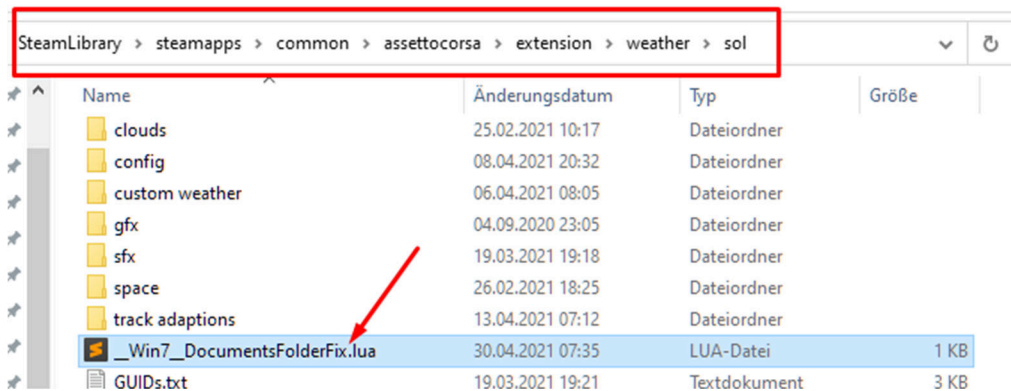 SteamLibrary > steamapps > common > assettocorsa > extension > weather > sol
Name Änderungsdatum Typ Größe
clouds 25.02.2021 10:17 Dateiordner
config 08.04.2021 20:32 Dateiordner
custom weather 06.04.2021 08:05 Dateiordner
gfx 04.09.2020 23:05 Dateiordner
sfx 19.03.2021 19:18 Dateiordner
space 26.02.2021 18:25 Dateiordner
track adaptions 13.04.2021 07:12 Dateiordner
__Win7__DocumentsFolderFix.lua 30.04.2021 07:35 LUA-Datei 1 KB
GUIDs.txt 19.03.2021 19:21 Textdokument 3 KB